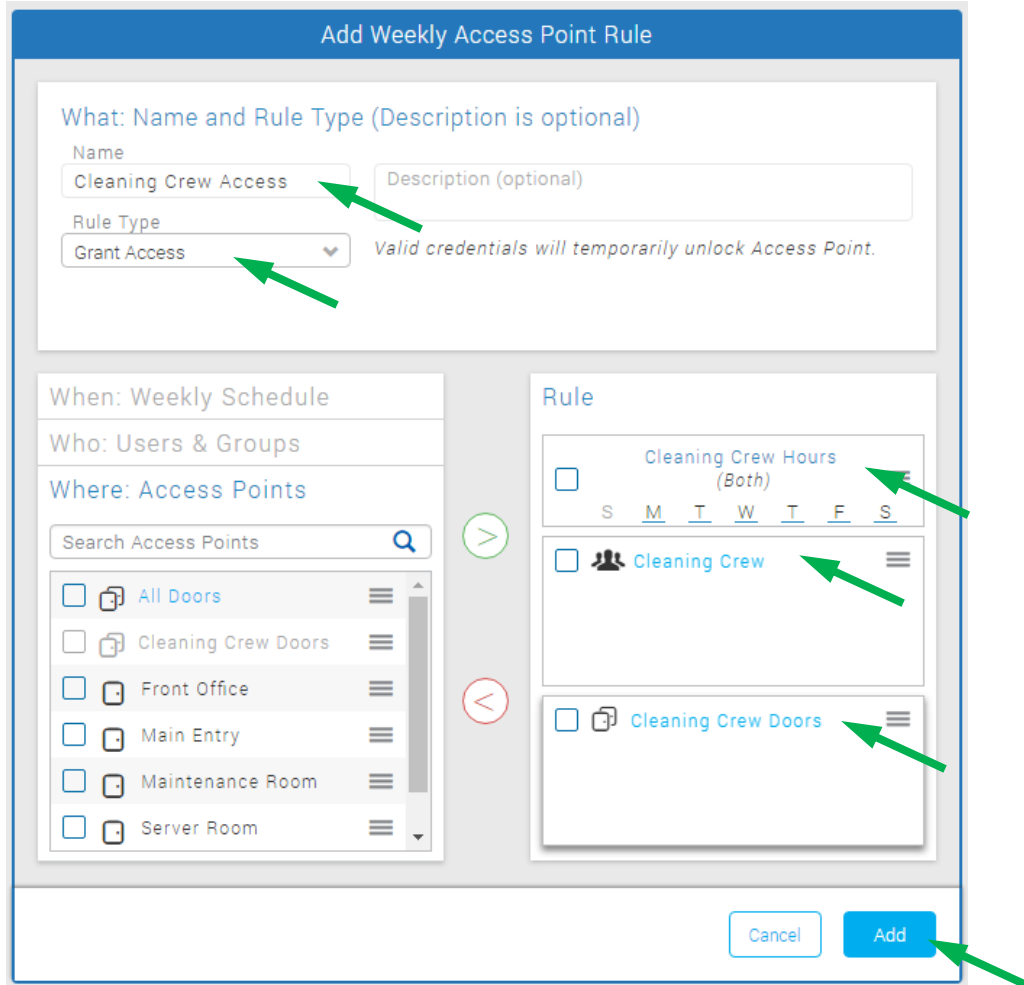 Add Weekly Access Point Rule
What: Name and Rule Type (Description is optional)
Name
Cleaning Crew Access
Description (optional)
Rule Type
Grant Access
Valid credentials will temporarily unlock Access Point.
When: Weekly Schedule
Who: Users & Groups
Where: Access Points
Search Access Points
All Doors
Cleaning Crew Doors
Front Office
Main Entry
Maintenance Room
Server Room
>
<
Rule
Cleaning Crew Hours
(Both)
S M T W T F S
Cleaning Crew
Cleaning Crew Doors
Cancel
Add